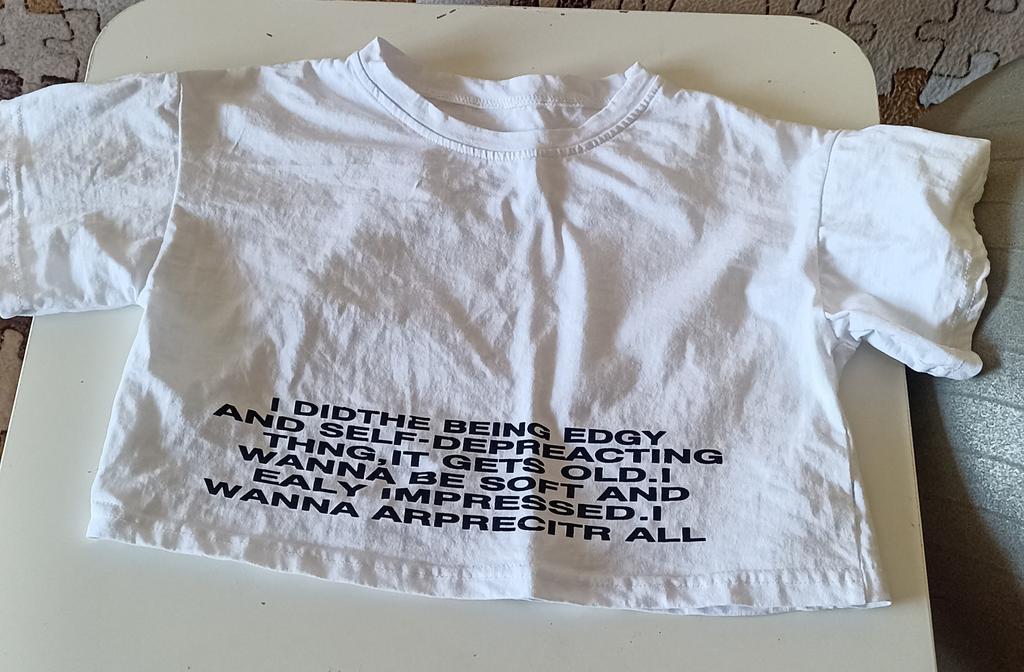 I DIDTHE BEING EDGY
AND SELF-DEPREACTING
THNG,IT GETS OLD.I
WANNA BE SOFT AND
EALY IMPRESSED.I
WANNA ARPRECITR ALL